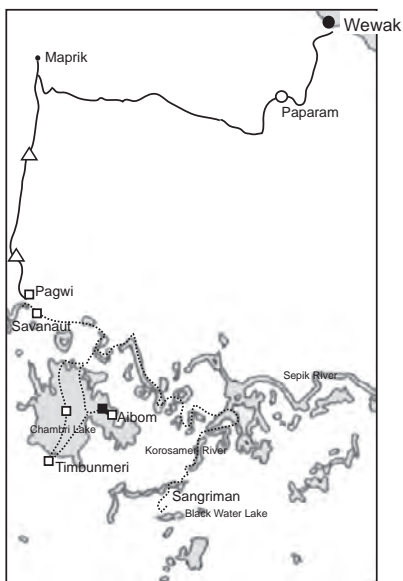 Wewak
Maprik
Paparam
Pagwi
Savanaut
Sepik River
Aibom
Chambri Lake
Korosameri River
Timbunmeri
Sangriman
Black Water Lake